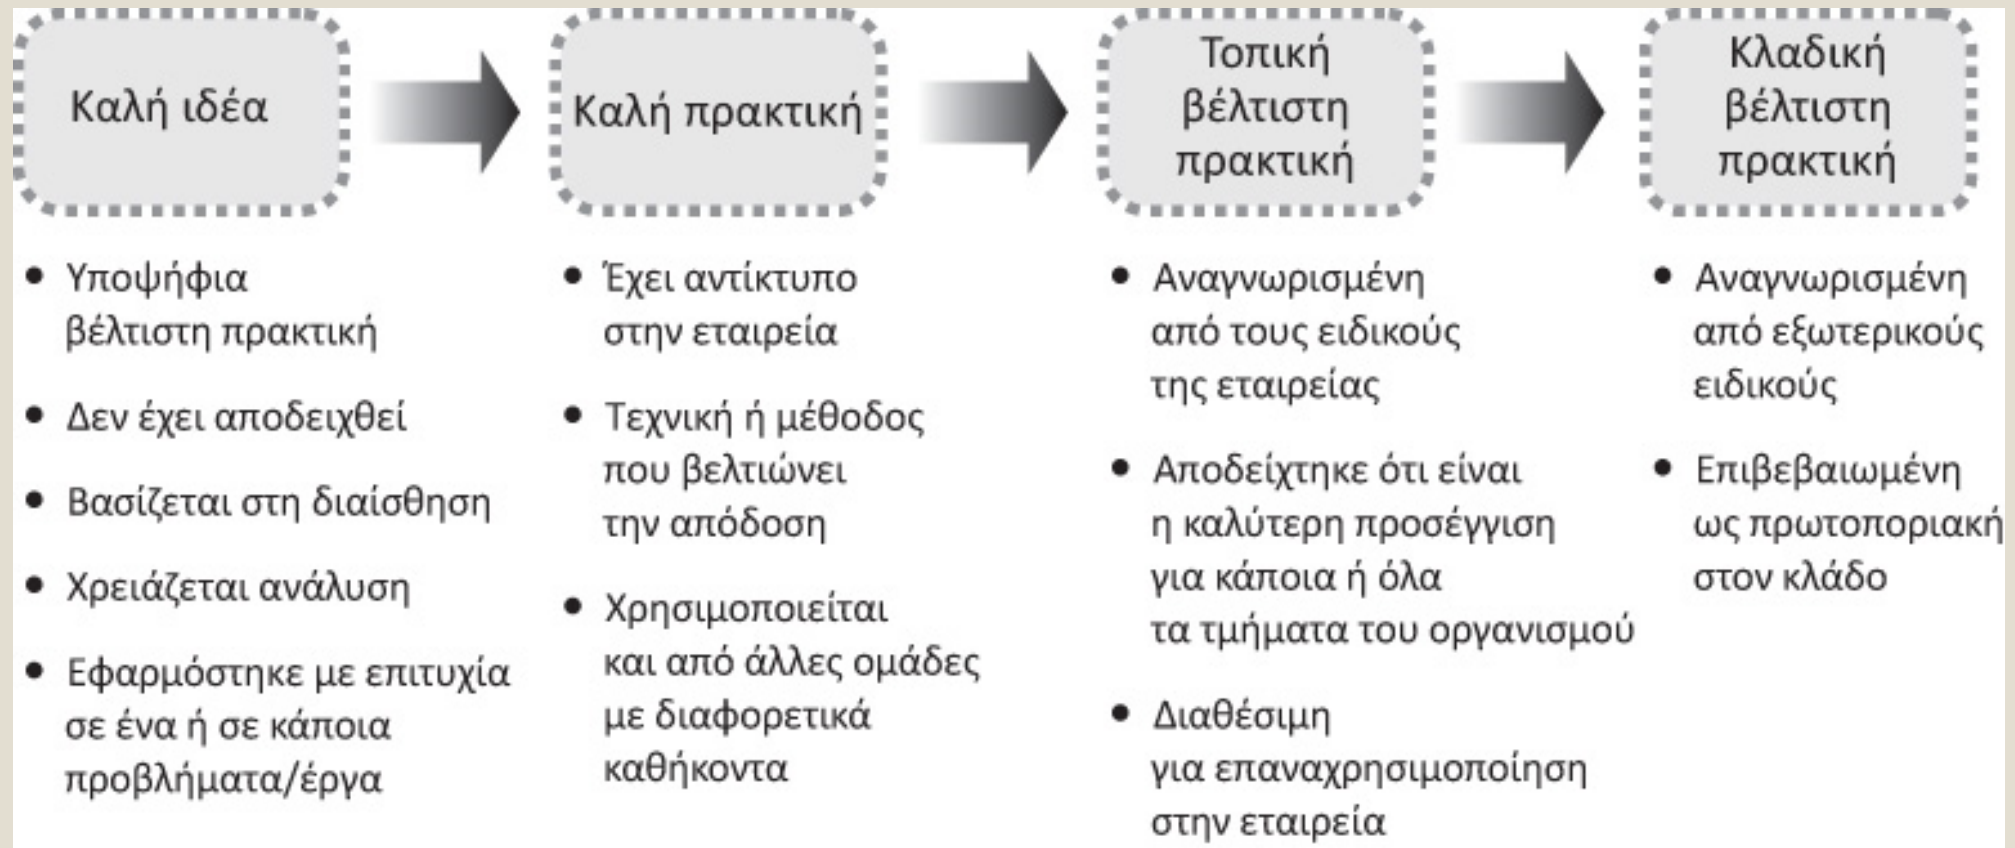 Καλή ιδέα
Καλή πρακτική
Τοπική
βέλτιστη
πρακτική
Κλαδική
βέλτιστη
πρακτική
• Υποψήφια
βέλτιστη πρακτική
• Δεν έχει αποδειχθεί
• Βασίζεται στη διαίσθηση
• Χρειάζεται ανάλυση
• Εφαρμόστηκε με επιτυχία
σε ένα ή σε κάποια
προβλήματα/έργα
• Έχει αντίκτυπο
στην εταιρεία
• Τεχνική ή μέθοδος
που βελτιώνει
την απόδοση
• Χρησιμοποιείται
και από άλλες ομάδες
με διαφορετικά
καθήκοντα
• Αναγνωρισμένη
από τους ειδικούς
της εταιρείας
• Αποδείχτηκε ότι είναι
η καλύτερη προσέγγιση
για κάποια ή όλα
τα τμήματα του οργανισμού
• Διαθέσιμη
για επαναχρησιμοποίηση
στην εταιρεία
• Αναγνωρισμένη
από εξωτερικούς
ειδικούς
• Επιβεβαιωμένη
ως πρωτοποριακή
στον κλάδο